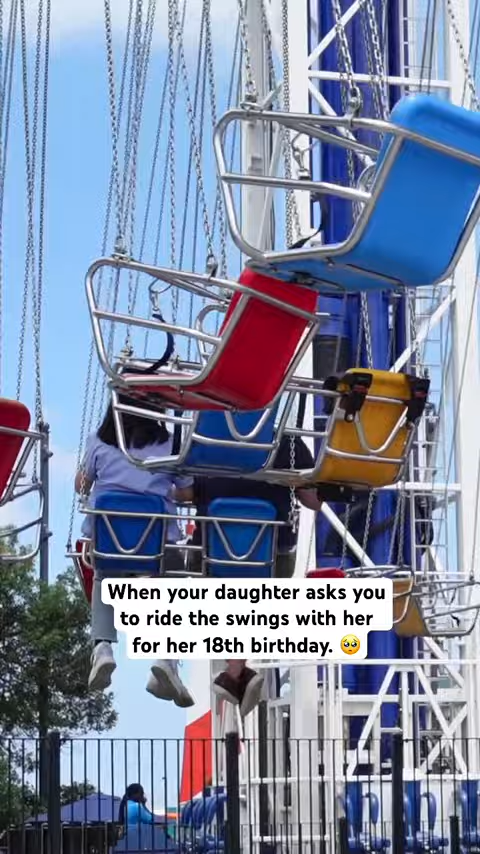 When your daughter asks you
to ride the swings with her
for her 18th birthday. 🥺